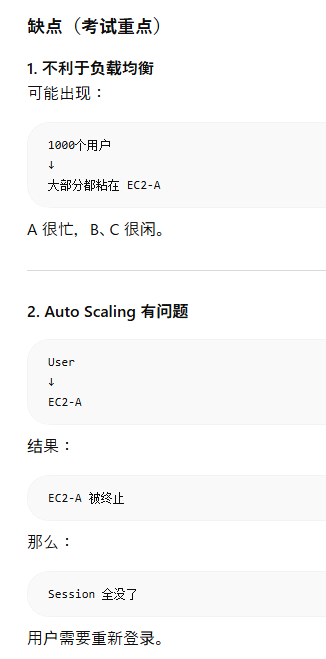 缺点（考试重点）
1. 不利于负载均衡
可能出现：
1000个用户
↓
大部分都粘在 EC2-A
A 很忙，B、C 很闲。
2. Auto Scaling 有问题
User
↓
EC2-A
结果：
EC2-A 被终止
那么：
Session 全没了
用户需要重新登录。